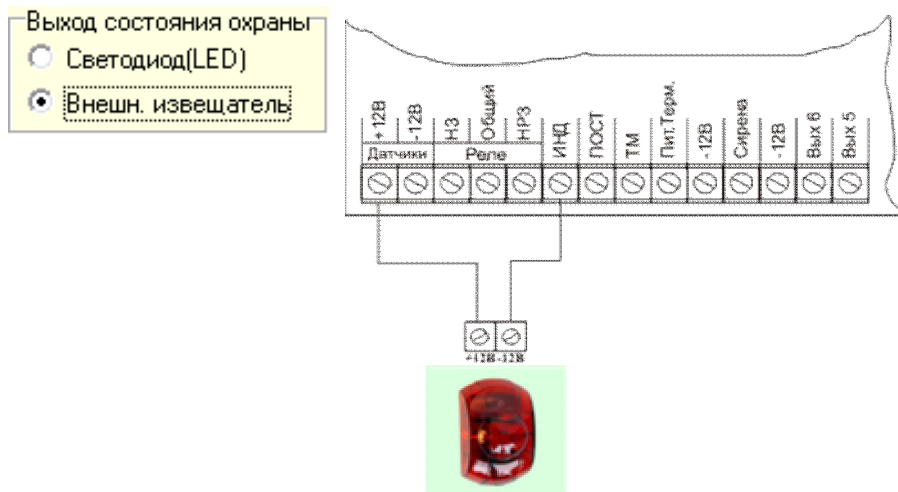 Выход состояния охраны
Светодиод(LED)
Внешн. извещатель
+12В
-12В
НЗ
Общий
НРЗ
ИНД
ПОСТ
ТМ
Пит.Терм.
-12В
Сирена
-12В
Вых 6
Вых 5
Датчики
Реле
+12В -12В